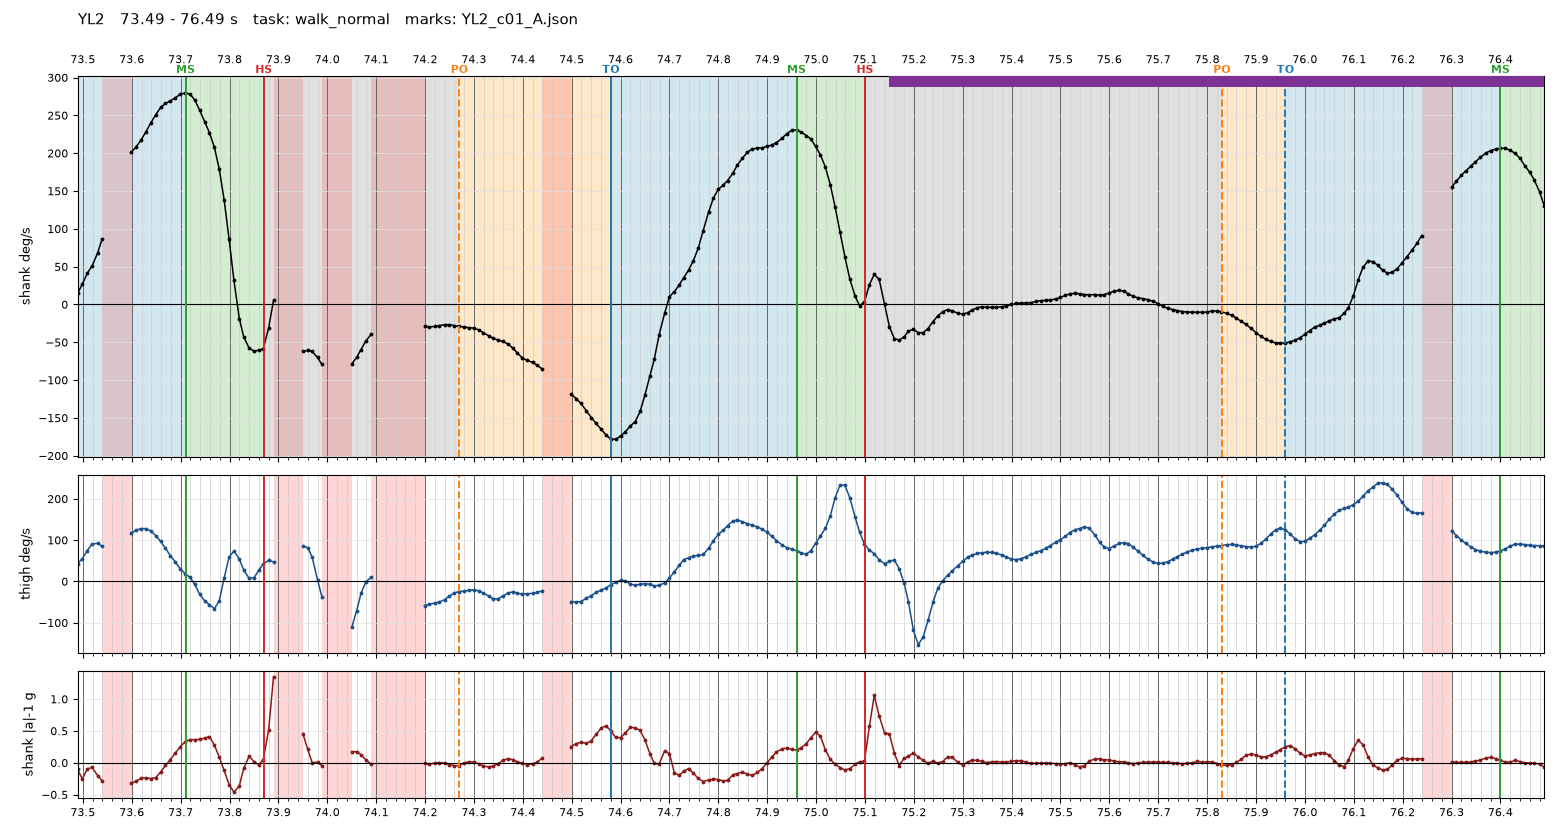 YL2   73.49 - 76.49 s   task: walk_normal   marks: YL2_c01_A.json
73.5 73.6 73.7 73.8 73.9 74.0 74.1 74.2 74.3 74.4 74.5 74.6 74.7 74.8 74.9 75.0 75.1 75.2 75.3 75.4 75.5 75.6 75.7 75.8 75.9 76.0 76.1 76.2 76.3 76.4
MS HS PO TO MS HS PO TO MS
300
250
200
150
100
50
0
−50
−100
−150
−200
shank deg/s
200
100
0
−100
thigh deg/s
1.0
0.5
0.0
−0.5
shank |a|-1 g
73.5 73.6 73.7 73.8 73.9 74.0 74.1 74.2 74.3 74.4 74.5 74.6 74.7 74.8 74.9 75.0 75.1 75.2 75.3 75.4 75.5 75.6 75.7 75.8 75.9 76.0 76.1 76.2 76.3 76.4